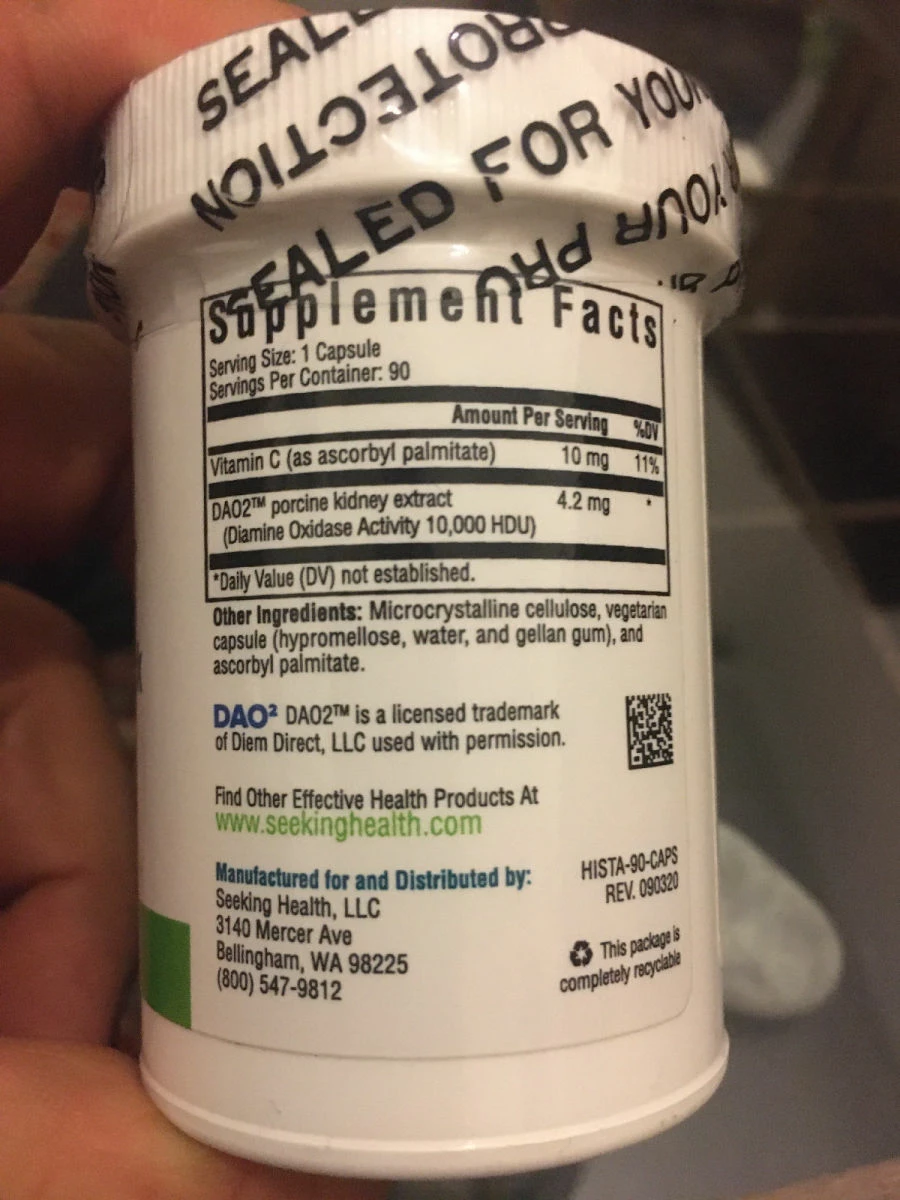 SEALED
PROTECTION
SEALED FOR YOUR
YOUR PRO
Supplement Facts
Serving Size: 1 Capsule
Servings Per Container: 90
Amount Per Serving %DV
Vitamin C (as ascorbyl palmitate) 10 mg 11%
DAO2™ porcine kidney extract 4.2 mg *
(Diamine Oxidase Activity 10,000 HDU)
*Daily Value (DV) not established.
Other Ingredients: Microcrystalline cellulose, vegetarian
capsule (hypromellose, water, and gellan gum), and
ascorbyl palmitate.
DAO² DAO2™ is a licensed trademark
of Diem Direct, LLC used with permission.
Find Other Effective Health Products At
www.seekinghealth.com
Manufactured for and Distributed by:
Seeking Health, LLC
3140 Mercer Ave
Bellingham, WA 98225
(800) 547-9812
HISTA-90-CAPS
REV. 090320
This package is
completely recyclable